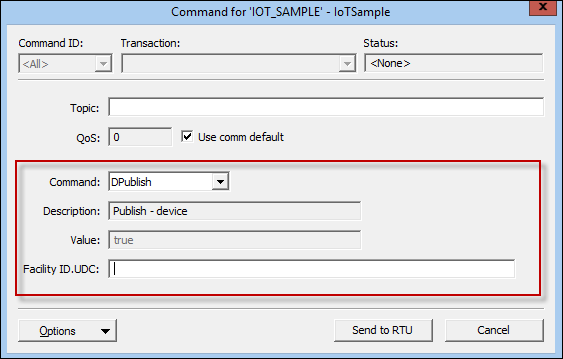 Command for 'IOT_SAMPLE' - IoTSample
Command ID: Transaction: Status:
<All> <None>
Topic:
QoS: 0 Use comm default
Command: DPublish
Description: Publish - device
Value: true
Facility ID.UDC:
Options Send to RTU Cancel